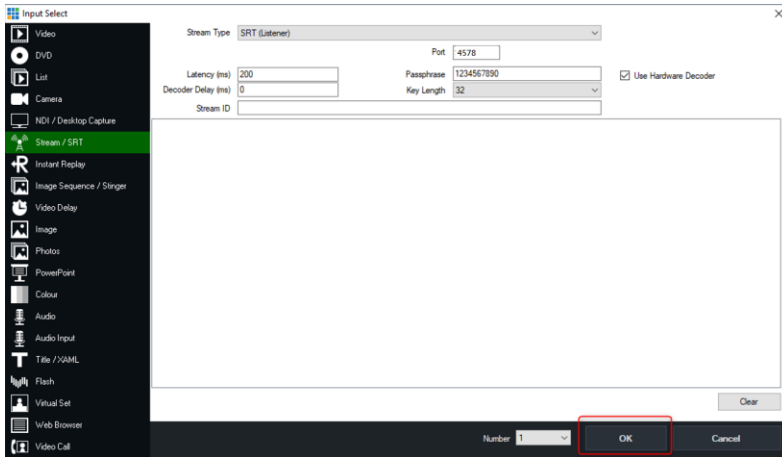 Input Select
Video
DVD
List
Camera
NDI / Desktop Capture
Stream / SRT
Instant Replay
Image Sequence / Stinger
Video Delay
Image
Photos
PowerPoint
Colour
Audio
Audio Input
Title / XAML
Flash
Virtual Set
Web Browser
Video Call
Stream Type SRT (Listener)
Port 4578
Latency (ms) 200 Passphrase 1234567890 Use Hardware Decoder
Decoder Delay (ms) 0 Key Length 32
Stream ID
Clear
Number 1 OK Cancel